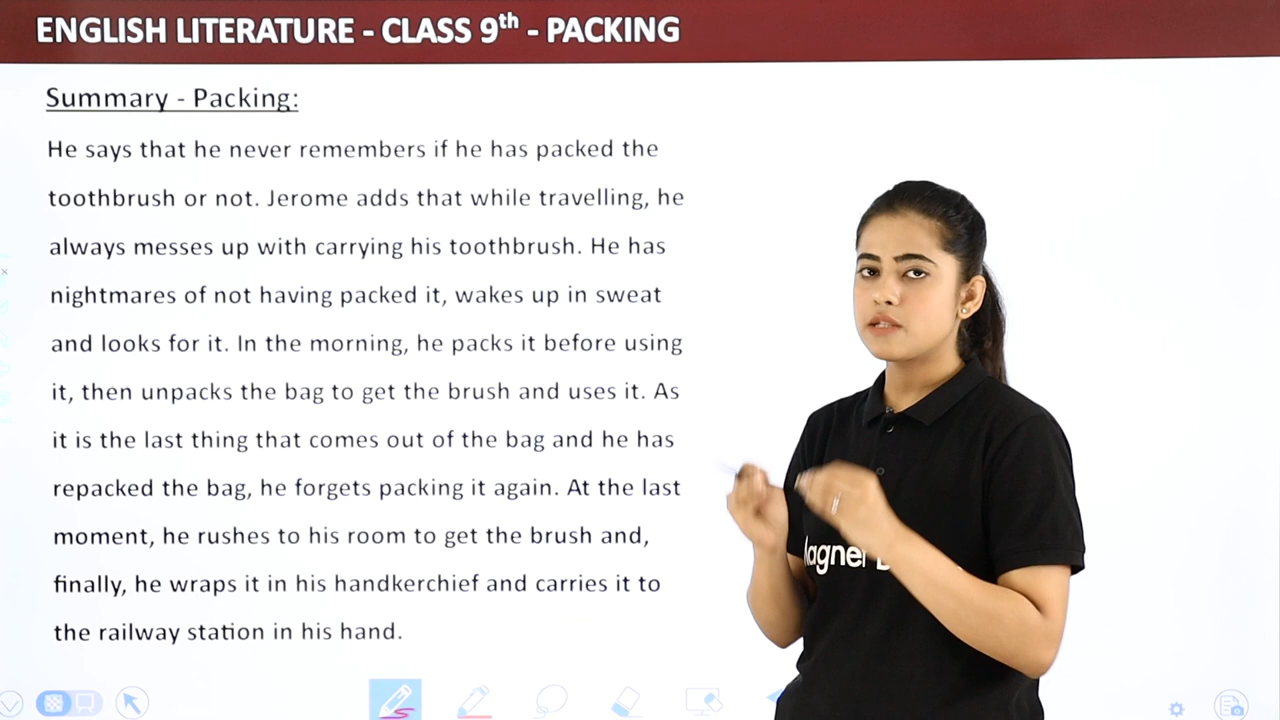 ENGLISH LITERATURE - CLASS 9th - PACKING
Summary - Packing:
He says that he never remembers if he has packed the
toothbrush or not. Jerome adds that while travelling, he
always messes up with carrying his toothbrush. He has
nightmares of not having packed it, wakes up in sweat
and looks for it. In the morning, he packs it before using
it, then unpacks the bag to get the brush and uses it. As
it is the last thing that comes out of the bag and he has
repacked the bag, he forgets packing it again. At the last
moment, he rushes to his room to get the brush and,
finally, he wraps it in his handkerchief and carries it to
the railway station in his hand.